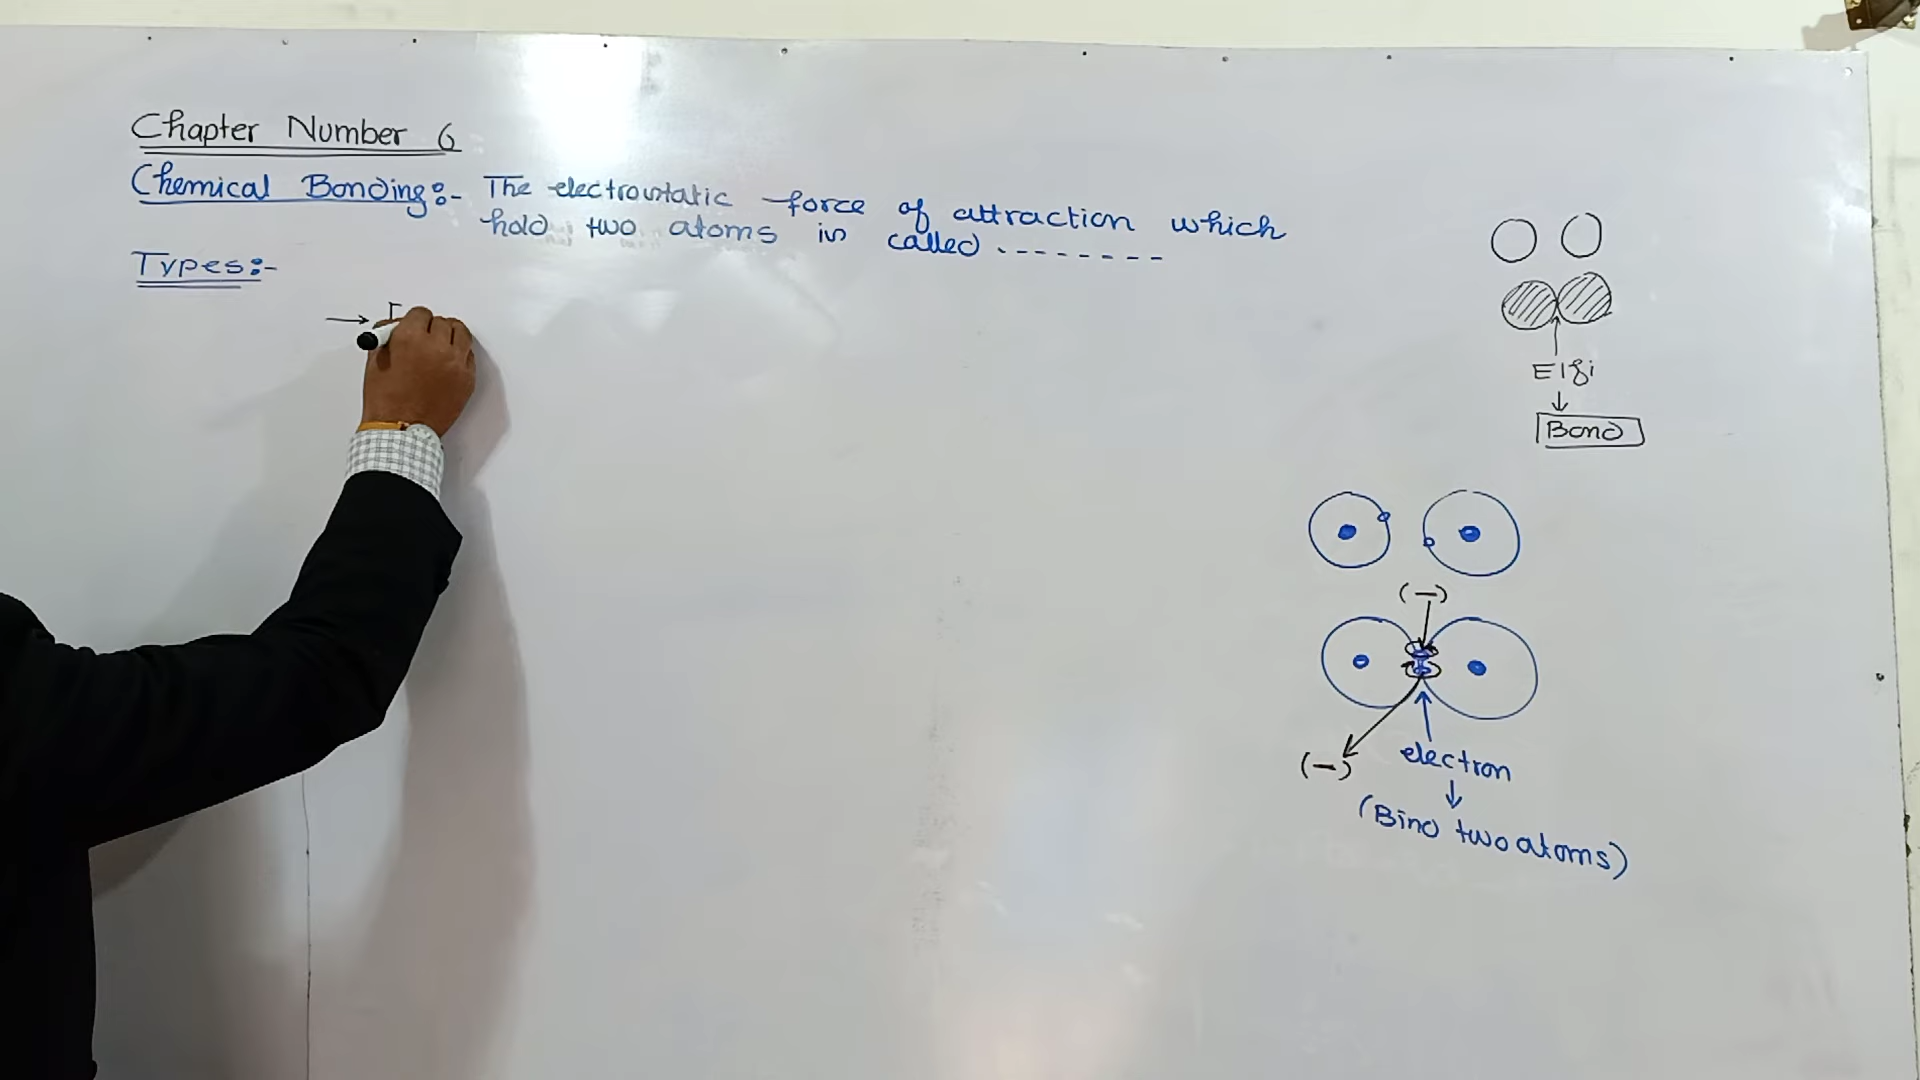 Chapter Number 6
Chemical Bonding:- The electrostatic force of attraction which
hold two atoms is called --------
Types:-
→ I
Bond
(-)
(-)
electron
(Bind two atoms)